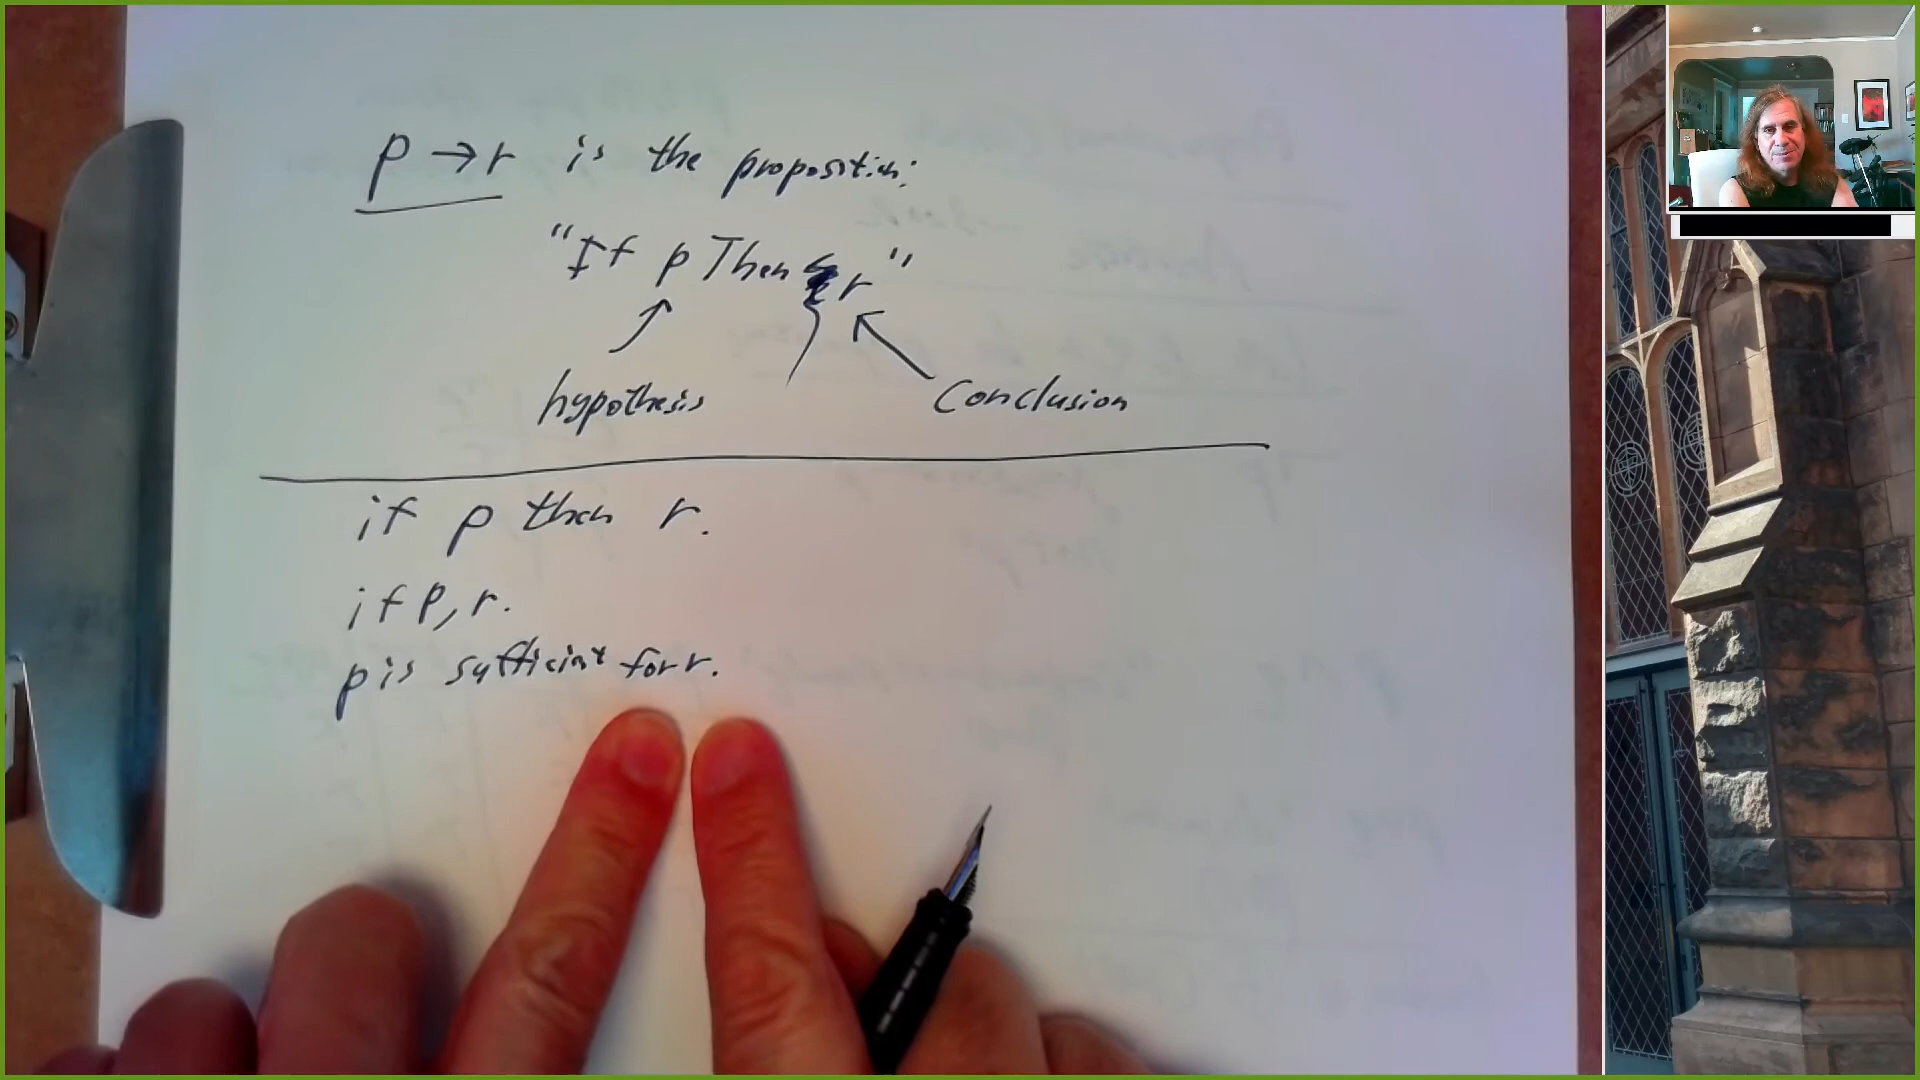 p → r is the proposition:
"If p Then r"
hypothesis
Conclusion
if p then r.
if p, r.
p is sufficient for r.